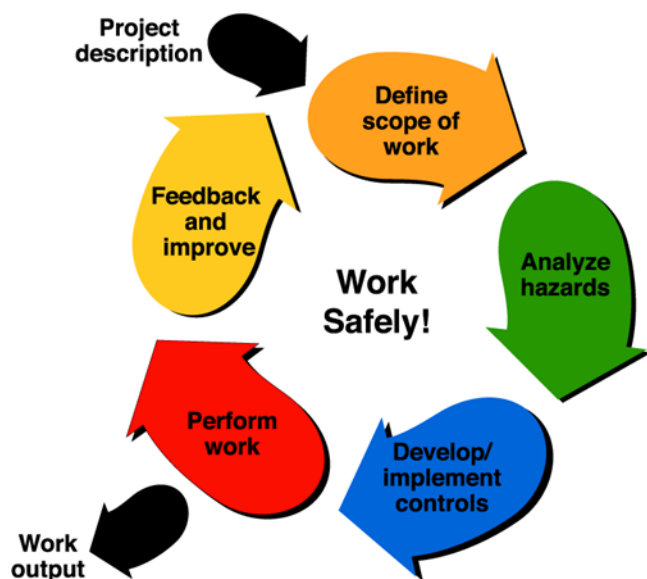 Project
description
Define
scope of
work
Analyze
hazards
Develop/
implement
controls
Perform
work
Work
output
Feedback
and
improve
Work
Safely!